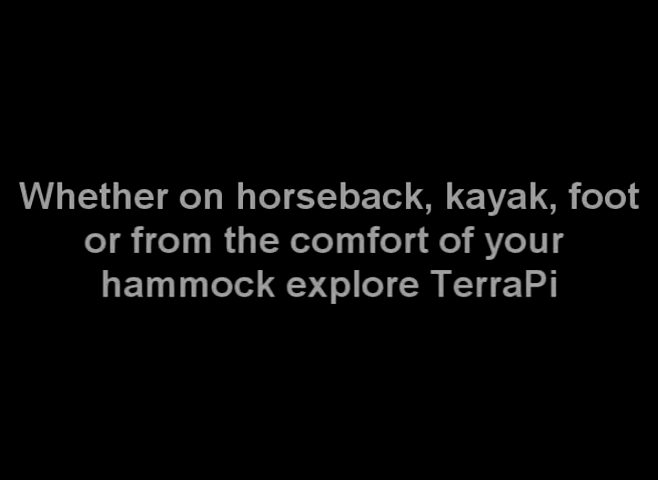 Whether on horseback, kayak, foot
or from the comfort of your
hammock explore TerraPi